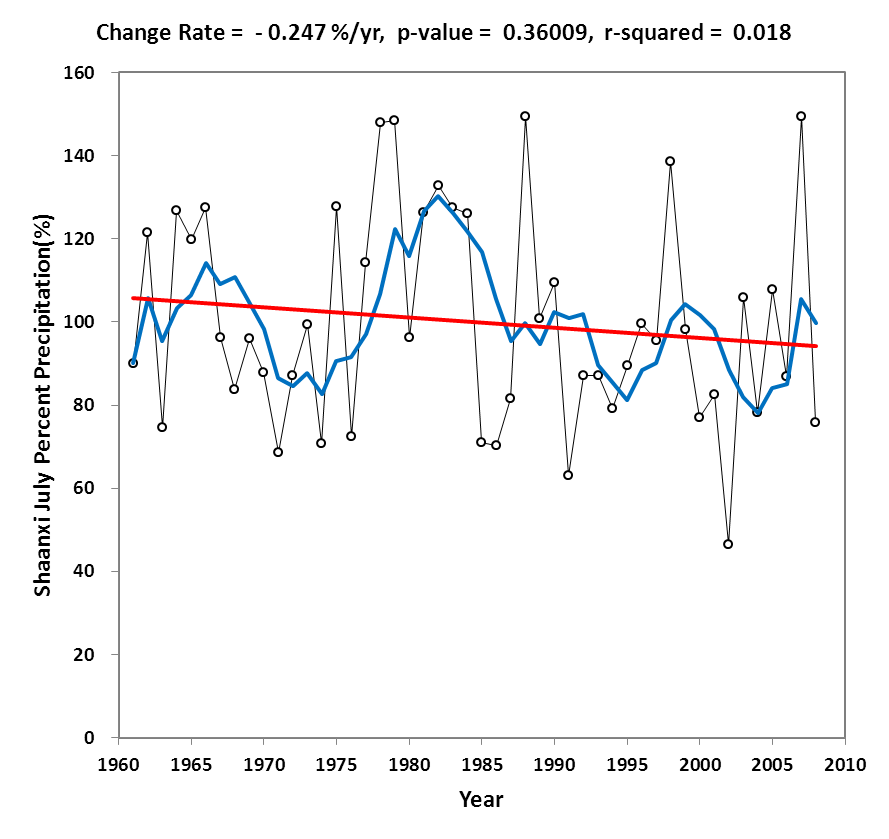 Change Rate = - 0.247 %/yr, p-value = 0.36009, r-squared = 0.018
160
140
120
100
80
60
40
20
0
Shaanxi July Percent Precipitation(%)
1960 1965 1970 1975 1980 1985 1990 1995 2000 2005 2010
Year